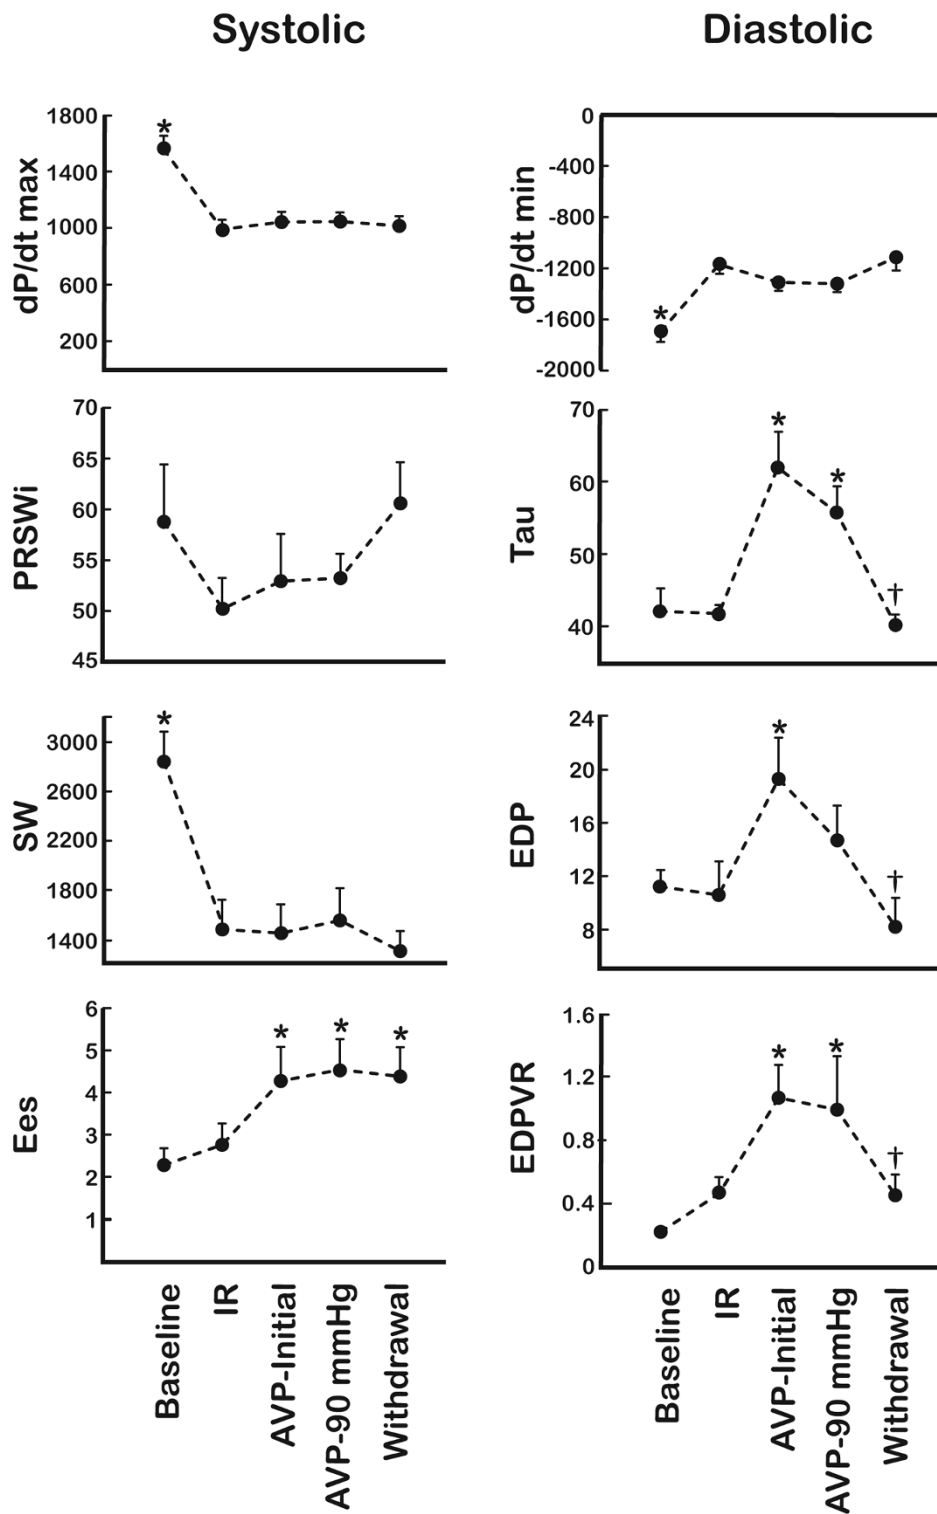 Systolic
Diastolic
dP/dt max
1800
1400
1000
600
200
*
dP/dt min
0
-400
-800
-1200
-1600
-2000
*
PRSWi
70
65
60
55
50
45
Tau
70
60
50
40
*
*
†
SW
3000
2600
2200
1800
1400
*
EDP
24
20
16
12
8
*
†
Ees
6
5
4
3
2
1
*
*
*
EDPVR
1.6
1.2
0.8
0.4
0
*
*
†
Baseline
IR
AVP-Initial
AVP-90 mmHg
Withdrawal
Baseline
IR
AVP-Initial
AVP-90 mmHg
Withdrawal